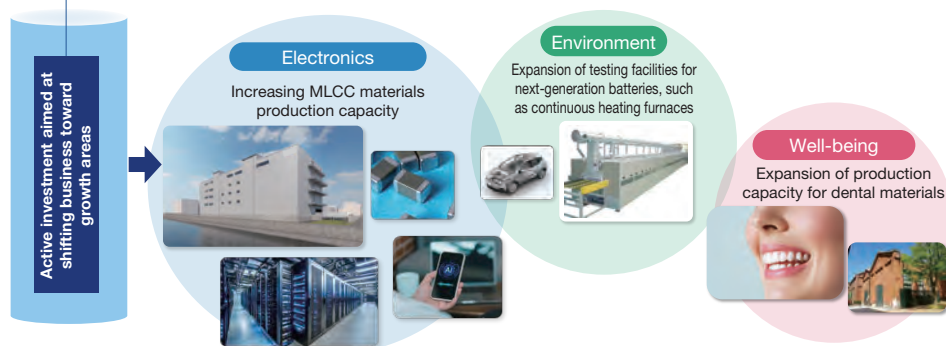 Active investment aimed at
shifting business toward
growth areas
Electronics
Increasing MLCC materials
production capacity
Environment
Expansion of testing facilities for
next-generation batteries, such
as continuous heating furnaces
Well-being
Expansion of production
capacity for dental materials
AI